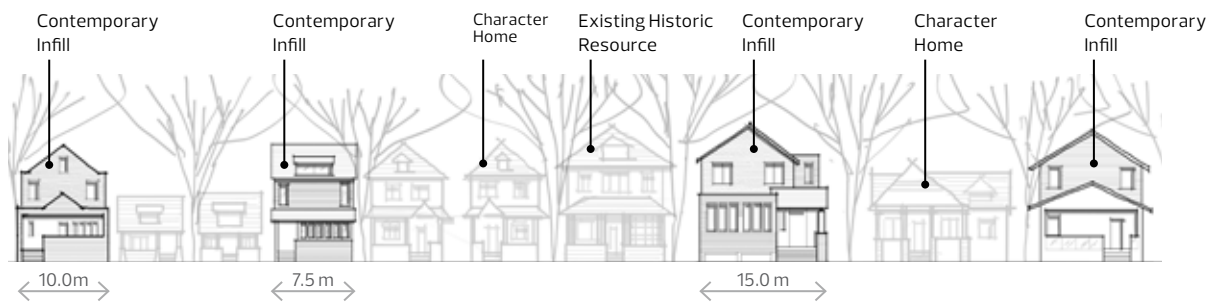 Contemporary
Infill
Contemporary
Infill
Character
Home
Existing Historic
Resource
Contemporary
Infill
Character
Home
Contemporary
Infill
10.0m
7.5 m
15.0 m